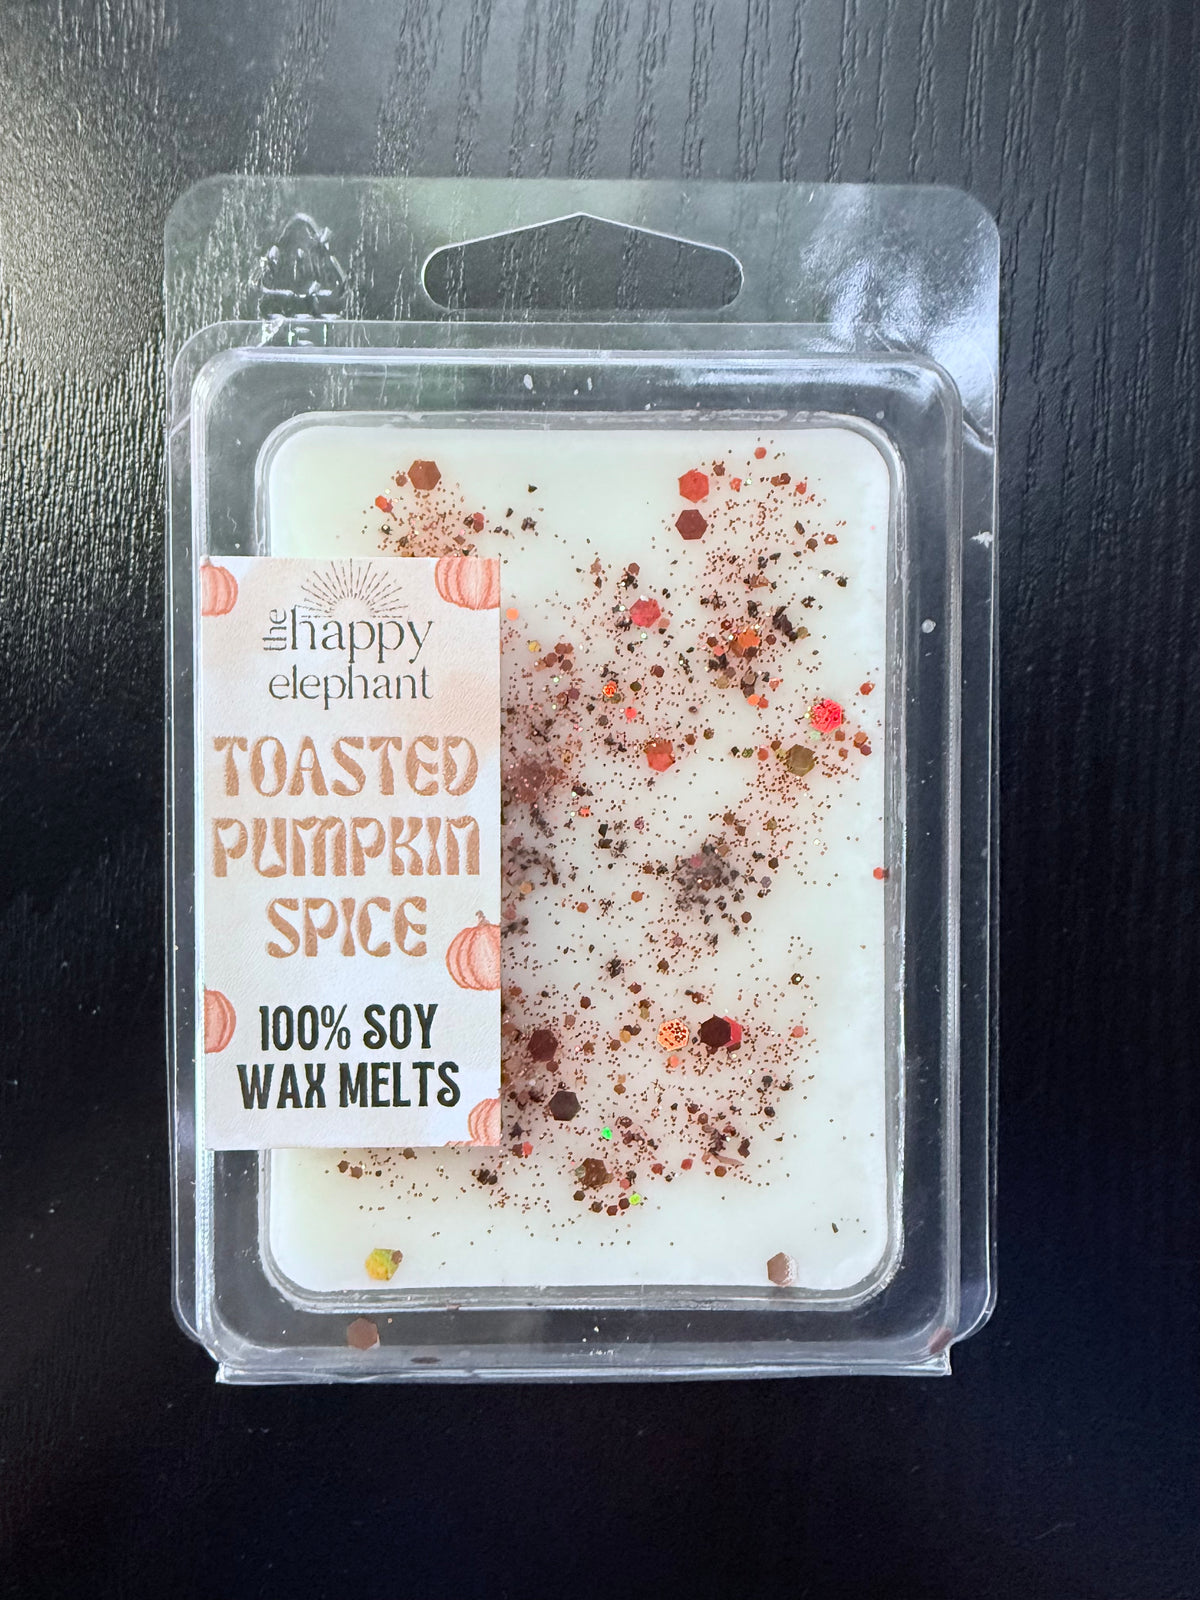 the happy
elephant
TOASTED
PUMPKIN
SPICE
100% SOY
WAX MELTS